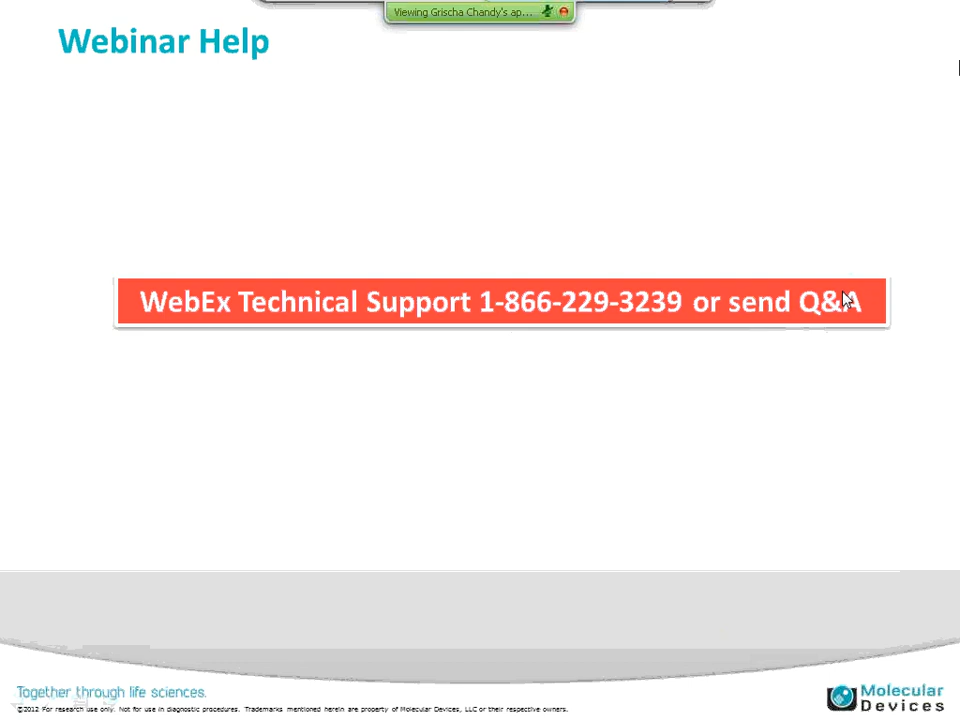 Viewing Grischa Chandy's ap...
Webinar Help
WebEx Technical Support 1-866-229-3239 or send Q&A
Together through life sciences.
©2012 For research use only. Not for use in diagnostic procedures. Trademarks mentioned herein are property of Molecular Devices, LLC or their respective owners.
Molecular
Devices